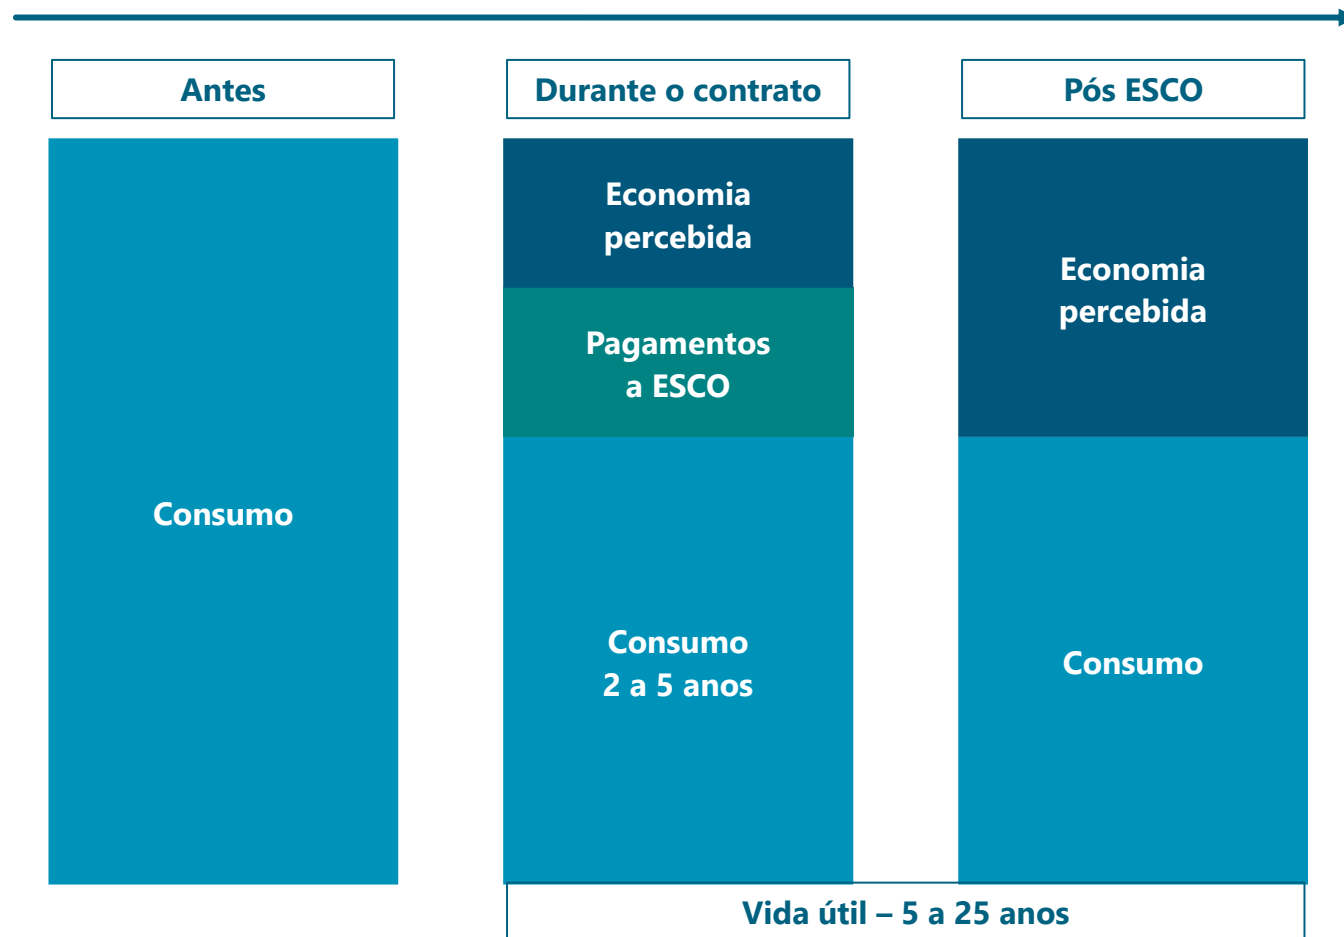 Antes
Durante o contrato
Pós ESCO
Consumo
Economia
percebida
Pagamentos
a ESCO
Consumo
2 a 5 anos
Economia
percebida
Consumo
Vida útil – 5 a 25 anos